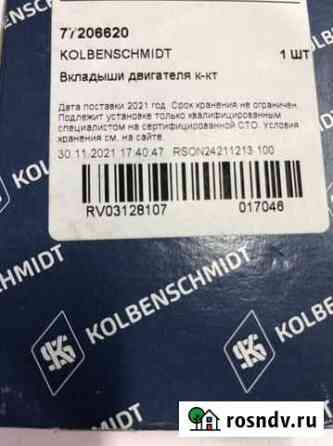 77206620
KOLBENSCHMIDT 1 ШТ
Вкладыши двигателя к-кт
Дата поставки 2021 год. Срок хранения не ограничен.
Подлежит установке только квалифицированным
специалистом на сертифицированной СТО. Условия
хранения см. на сайте.
30.11.2021 17:40:47 RSON24211213-100
RV03128107 017046
KOLBENSCHMIDT
KOLBENSCHMIDT
KOLBENSCHMIDT
rosndv.ru